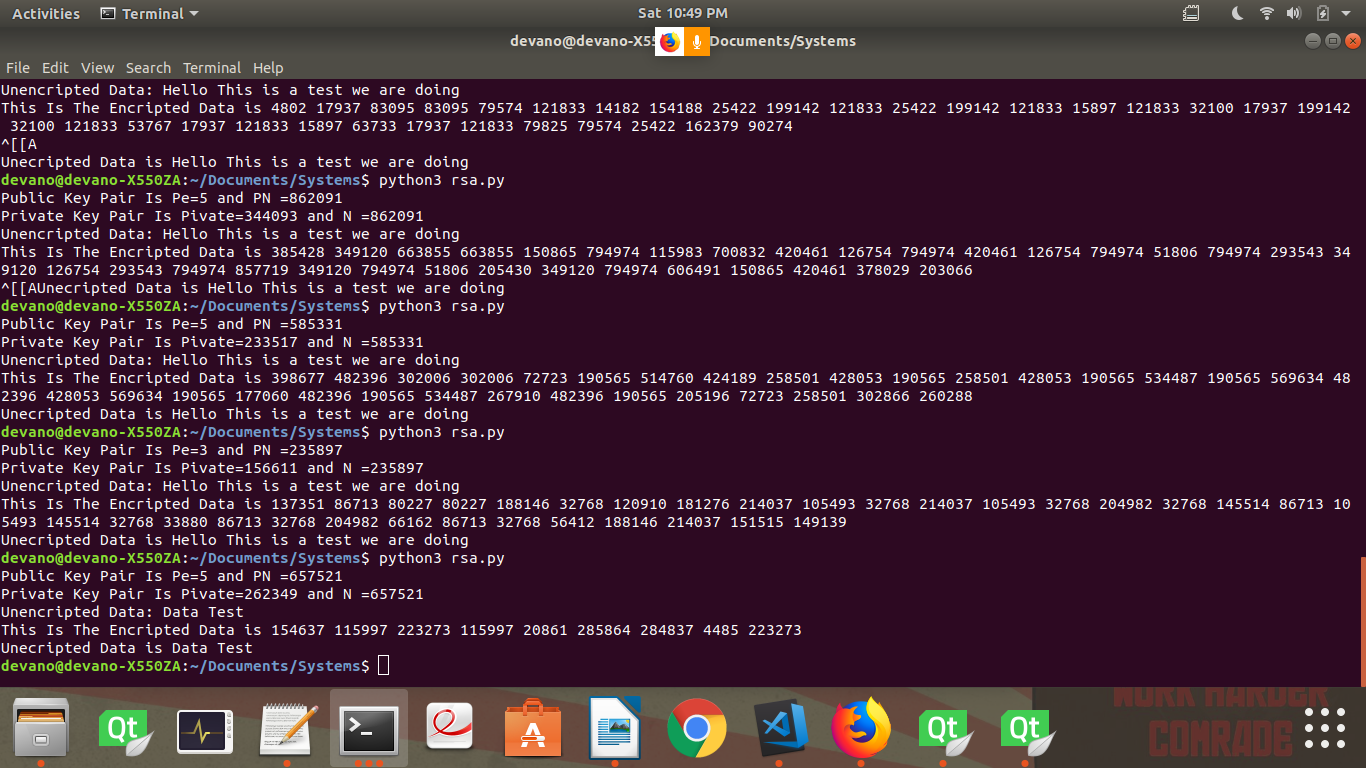 Activities Terminal Sat 10:49 PM
devano@devano-X55 Documents/Systems
File Edit View Search Terminal Help
Unencripted Data: Hello This is a test we are doing
This Is The Encripted Data is 4802 17937 83095 83095 79574 121833 14182 154188 25422 199142 121833 25422 199142 121833 15897 121833 32100 17937 199142
32100 121833 53767 17937 121833 15897 63733 17937 121833 79825 79574 25422 162379 90274
^[[A
Unecripted Data is Hello This is a test we are doing
devano@devano-X550ZA:~/Documents/Systems$ python3 rsa.py
Public Key Pair Is Pe=5 and PN =862091
Private Key Pair Is Pivate=344093 and N =862091
Unencripted Data: Hello This is a test we are doing
This Is The Encripted Data is 385428 349120 663855 663855 150865 794974 115983 700832 420461 126754 794974 420461 126754 794974 51806 794974 293543 34
9120 126754 293543 794974 857719 349120 794974 51806 205430 349120 794974 606491 150865 420461 378029 203066
^[[AUnecripted Data is Hello This is a test we are doing
devano@devano-X550ZA:~/Documents/Systems$ python3 rsa.py
Public Key Pair Is Pe=5 and PN =585331
Private Key Pair Is Pivate=233517 and N =585331
Unencripted Data: Hello This is a test we are doing
This Is The Encripted Data is 398677 482396 302006 302006 72723 190565 514760 424189 258501 428053 190565 258501 428053 190565 534487 190565 569634 48
2396 428053 569634 190565 177060 482396 190565 534487 267910 482396 190565 205196 72723 258501 302866 260288
Unecripted Data is Hello This is a test we are doing
devano@devano-X550ZA:~/Documents/Systems$ python3 rsa.py
Public Key Pair Is Pe=3 and PN =235897
Private Key Pair Is Pivate=156611 and N =235897
Unencripted Data: Hello This is a test we are doing
This Is The Encripted Data is 137351 86713 80227 80227 188146 32768 120910 181276 214037 105493 32768 214037 105493 32768 204982 32768 145514 86713 10
5493 145514 32768 33880 86713 32768 204982 66162 86713 32768 56412 188146 214037 151515 149139
Unecripted Data is Hello This is a test we are doing
devano@devano-X550ZA:~/Documents/Systems$ python3 rsa.py
Public Key Pair Is Pe=5 and PN =657521
Private Key Pair Is Pivate=262349 and N =657521
Unencripted Data: Data Test
This Is The Encripted Data is 154637 115997 223273 115997 20861 285864 284837 4485 223273
Unecripted Data is Data Test
devano@devano-X550ZA:~/Documents/Systems$
Qt Qt Qt
WORK HARDER
COMRADE